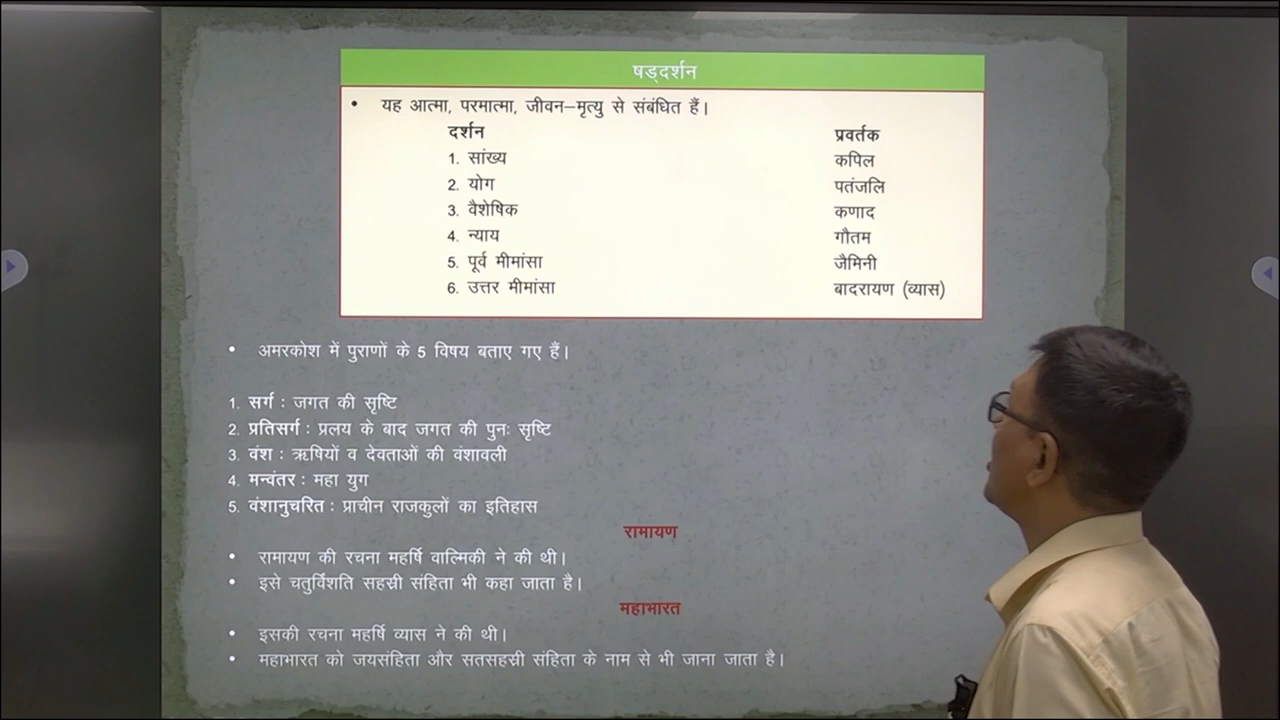 षड्दर्शन
• यह आत्मा, परमात्मा, जीवन–मृत्यु से संबंधित हैं।
दर्शन प्रवर्तक
1. सांख्य कपिल
2. योग पतंजलि
3. वैशेषिक कणाद
4. न्याय गौतम
5. पूर्व मीमांसा जैमिनी
6. उत्तर मीमांसा बादरायण (व्यास)
• अमरकोश में पुराणों के 5 विषय बताए गए हैं।
1. सर्ग : जगत की सृष्टि
2. प्रतिसर्ग : प्रलय के बाद जगत की पुनः सृष्टि
3. वंश : ऋषियों व देवताओं की वंशावली
4. मन्वंतर : महा युग
5. वंशानुचरित : प्राचीन राजकुलों का इतिहास
रामायण
• रामायण की रचना महर्षि वाल्मिकी ने की थी।
• इसे चतुर्विशति सहस्री संहिता भी कहा जाता है।
महाभारत
• इसकी रचना महर्षि व्यास ने की थी।
• महाभारत को जयसंहिता और सतसहस्री संहिता के नाम से भी जाना जाता है।